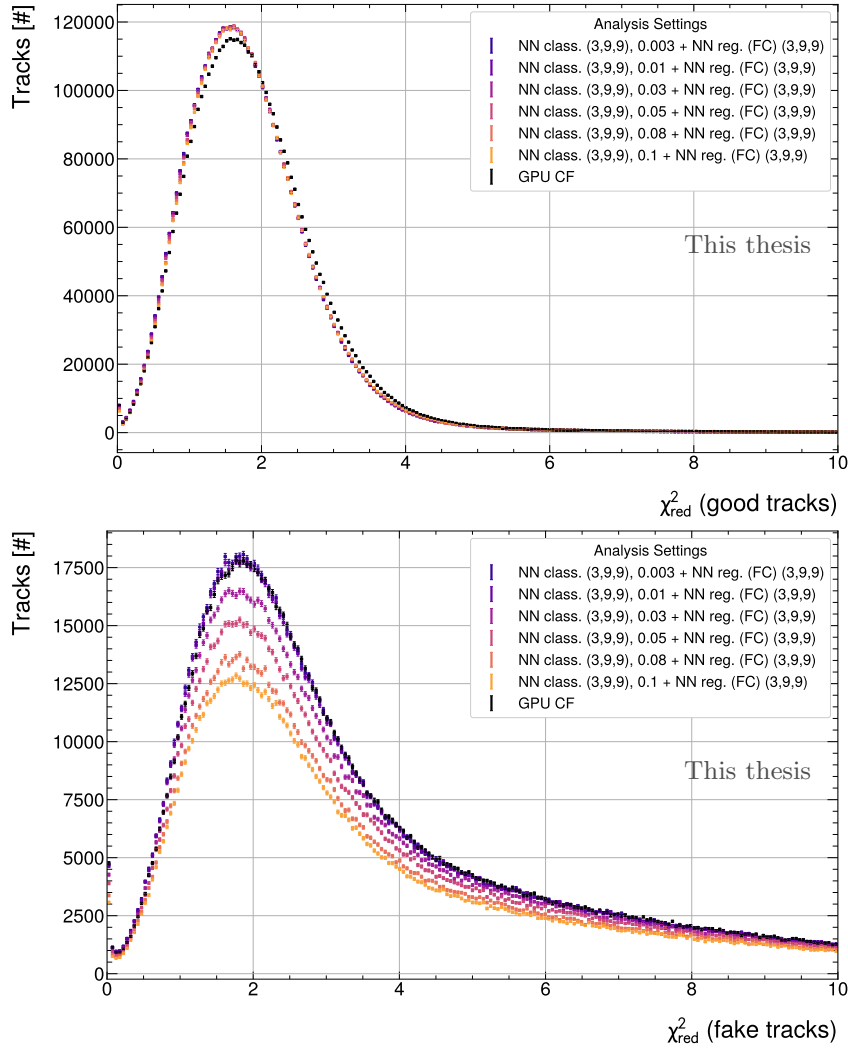 Tracks [#]
120000
100000
80000
60000
40000
20000
0
0 2 4 6 8 10
χ²red (good tracks)
Analysis Settings
NN class. (3,9,9), 0.003 + NN reg. (FC) (3,9,9)
NN class. (3,9,9), 0.01 + NN reg. (FC) (3,9,9)
NN class. (3,9,9), 0.03 + NN reg. (FC) (3,9,9)
NN class. (3,9,9), 0.05 + NN reg. (FC) (3,9,9)
NN class. (3,9,9), 0.08 + NN reg. (FC) (3,9,9)
NN class. (3,9,9), 0.1 + NN reg. (FC) (3,9,9)
GPU CF
This thesis
Tracks [#]
17500
15000
12500
10000
7500
5000
2500
0
0 2 4 6 8 10
χ²red (fake tracks)
Analysis Settings
NN class. (3,9,9), 0.003 + NN reg. (FC) (3,9,9)
NN class. (3,9,9), 0.01 + NN reg. (FC) (3,9,9)
NN class. (3,9,9), 0.03 + NN reg. (FC) (3,9,9)
NN class. (3,9,9), 0.05 + NN reg. (FC) (3,9,9)
NN class. (3,9,9), 0.08 + NN reg. (FC) (3,9,9)
NN class. (3,9,9), 0.1 + NN reg. (FC) (3,9,9)
GPU CF
This thesis